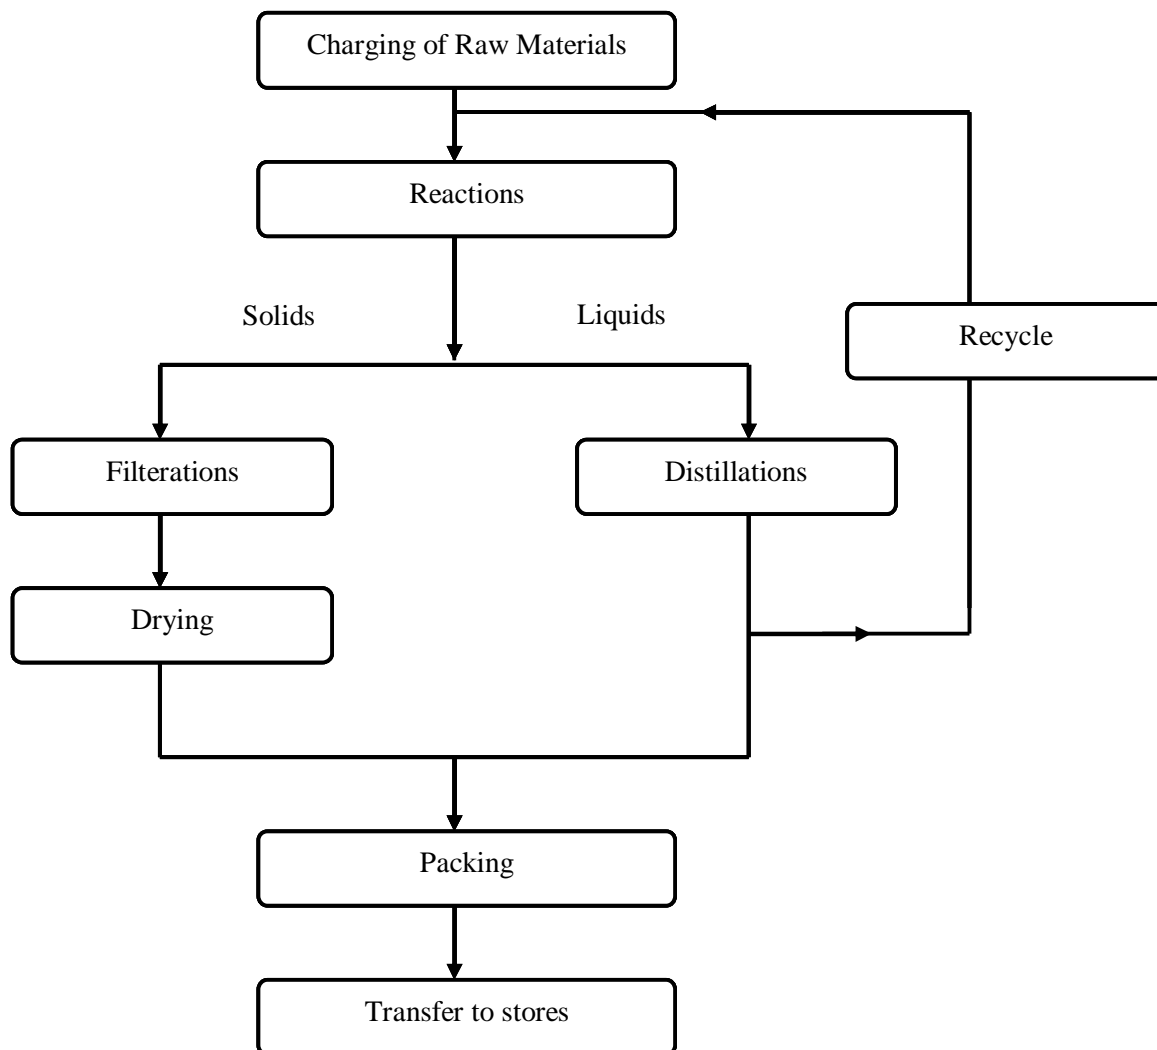 Charging of Raw Materials
Reactions
Solids
Liquids
Recycle
Filterations
Distillations
Drying
Packing
Transfer to stores